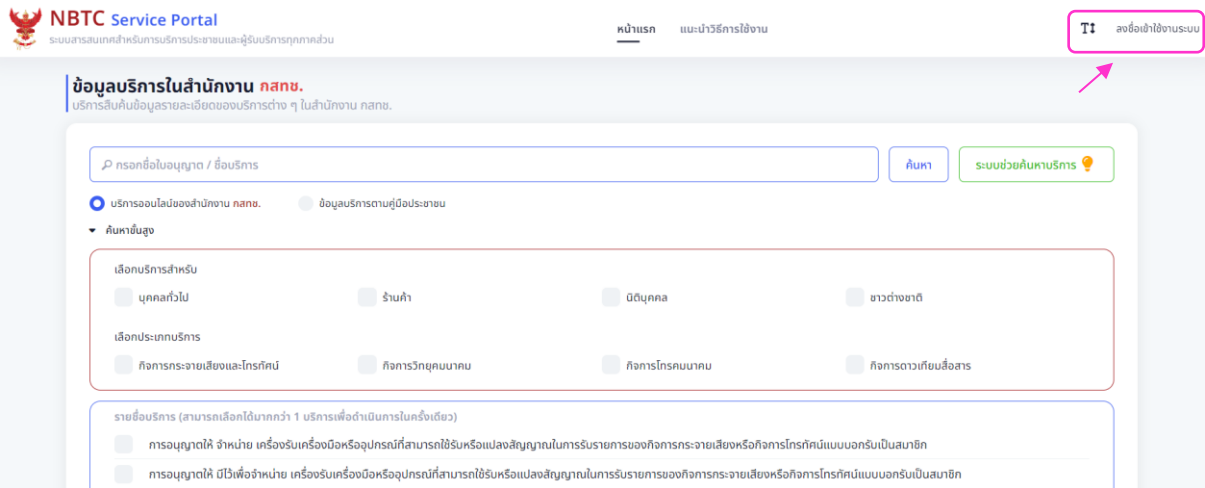 NBTC Service Portal
ระบบสารสนเทศสำหรับการบริการประชาชนและผู้รับบริการทุกภาคส่วน
หน้าแรก แนะนำวิธีการใช้งาน
TI ลงชื่อเข้าใช้งานระบบ
ข้อมูลบริการในสำนักงาน กสทช.
บริการสืบค้นข้อมูลรายละเอียดของบริการต่าง ๆ ในสำนักงาน กสทช.
กรอกชื่อใบอนุญาต / ชื่อบริการ
ค้นหา
ระบบช่วยค้นหาบริการ
บริการออนไลน์ของสำนักงาน กสทช. ข้อมูลบริการตามคู่มือประชาชน
ค้นหาขั้นสูง
เลือกบริการสำหรับ
บุคคลทั่วไป ร้านค้า นิติบุคคล ชาวต่างชาติ
เลือกประเภทบริการ
กิจการกระจายเสียงและโทรทัศน์ กิจการวิทยุคมนาคม กิจการโทรคมนาคม กิจการดาวเทียมสื่อสาร
รายชื่อบริการ (สามารถเลือกได้มากกว่า 1 บริการเพื่อดำเนินการในครั้งเดียว)
การอนุญาตให้ จำหน่าย เครื่องรับเครื่องมือหรืออุปกรณ์ที่สามารถใช้รับหรือแปลงสัญญาณในการรับรายการของกิจการกระจายเสียงหรือกิจการโทรทัศน์แบบบอกรับเป็นสมาชิก
การอนุญาตให้ มีไว้เพื่อจำหน่าย เครื่องรับเครื่องมือหรืออุปกรณ์ที่สามารถใช้รับหรือแปลงสัญญาณในการรับรายการของกิจการกระจายเสียงหรือกิจการโทรทัศน์แบบบอกรับเป็นสมาชิก